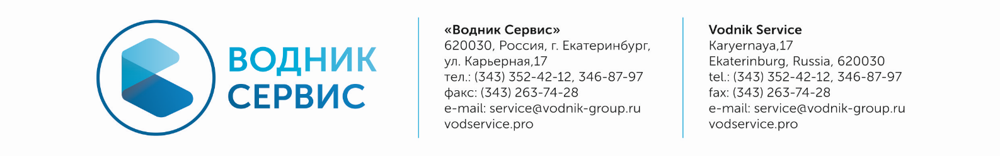 ВОДНИК
СЕРВИС
«Водник Сервис»
620030, Россия, г. Екатеринбург,
ул. Карьерная,17
тел.: (343) 352-42-12, 346-87-97
факс: (343) 263-74-28
e-mail: service@vodnik-group.ru
vodservice.pro
Vodnik Service
Karyernaya,17
Ekaterinburg, Russia, 620030
tel.: (343) 352-42-12, 346-87-97
fax: (343) 263-74-28
e-mail: service@vodnik-group.ru
vodservice.pro